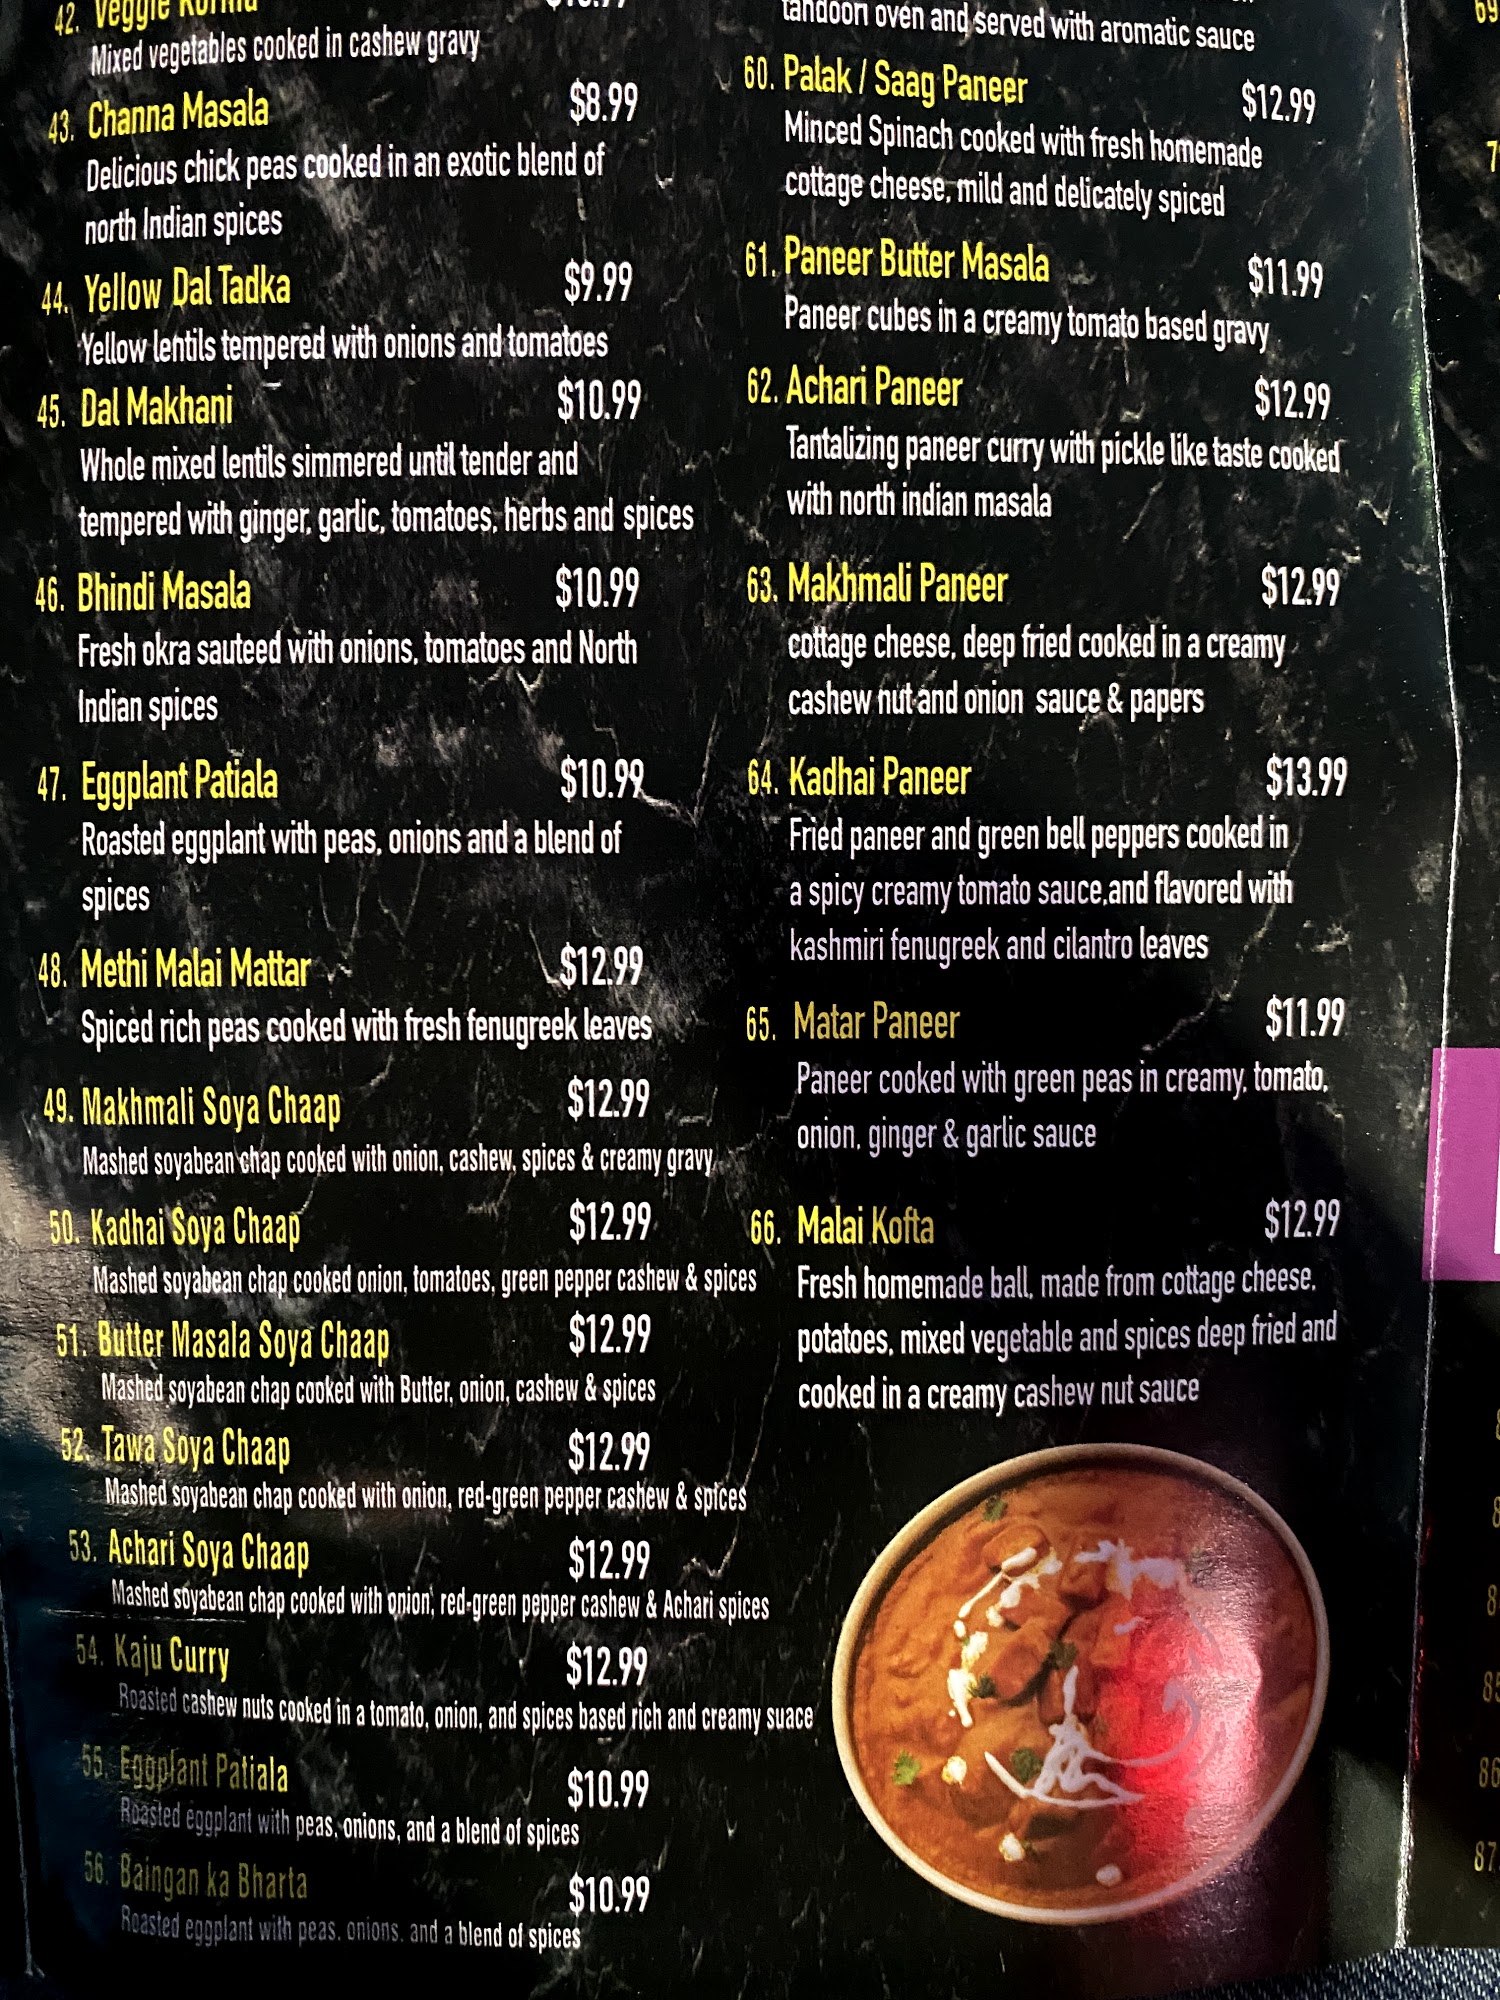 42. Veggie Korma
Mixed vegetables cooked in cashew gravy
43. Channa Masala $8.99
Delicious chick peas cooked in an exotic blend of
north Indian spices
44. Yellow Dal Tadka $9.99
Yellow lentils tempered with onions and tomatoes
45. Dal Makhani $10.99
Whole mixed lentils simmered until tender and
tempered with ginger, garlic, tomatoes, herbs and spices
46. Bhindi Masala $10.99
Fresh okra sauteed with onions, tomatoes and North
Indian spices
47. Eggplant Patiala $10.99
Roasted eggplant with peas, onions and a blend of
spices
48. Methi Malai Mattar $12.99
Spiced rich peas cooked with fresh fenugreek leaves
49. Makhmali Soya Chaap $12.99
Mashed soyabean chap cooked with onion, cashew, spices & creamy gravy
50. Kadhai Soya Chaap $12.99
Mashed soyabean chap cooked onion, tomatoes, green pepper cashew & spices
51. Butter Masala Soya Chaap $12.99
Mashed soyabean chap cooked with Butter, onion, cashew & spices
52. Tawa Soya Chaap $12.99
Mashed soyabean chap cooked with onion, red-green pepper cashew & spices
53. Achari Soya Chaap $12.99
Mashed soyabean chap cooked with onion, red-green pepper cashew & Achari spices
54. Kaju Curry $12.99
Roasted cashew nuts cooked in a tomato, onion, and spices based rich and creamy suace
55. Eggplant Patiala $10.99
Roasted eggplant with peas, onions, and a blend of spices
56. Baingan ka Bharta $10.99
Roasted eggplant with peas, onions, and a blend of spices
tandoori oven and served with aromatic sauce
60. Palak / Saag Paneer $12.99
Minced Spinach cooked with fresh homemade
cottage cheese, mild and delicately spiced
61. Paneer Butter Masala $11.99
Paneer cubes in a creamy tomato based gravy
62. Achari Paneer $12.99
Tantalizing paneer curry with pickle like taste cooked
with north indian masala
63. Makhmali Paneer $12.99
cottage cheese, deep fried cooked in a creamy
cashew nut and onion sauce & papers
64. Kadhai Paneer $13.99
Fried paneer and green bell peppers cooked in
a spicy creamy tomato sauce,and flavored with
kashmiri fenugreek and cilantro leaves
65. Matar Paneer $11.99
Paneer cooked with green peas in creamy, tomato,
onion, ginger & garlic sauce
66. Malai Kofta $12.99
Fresh homemade ball, made from cottage cheese,
potatoes, mixed vegetable and spices deep fried and
cooked in a creamy cashew nut sauce
69
86
87